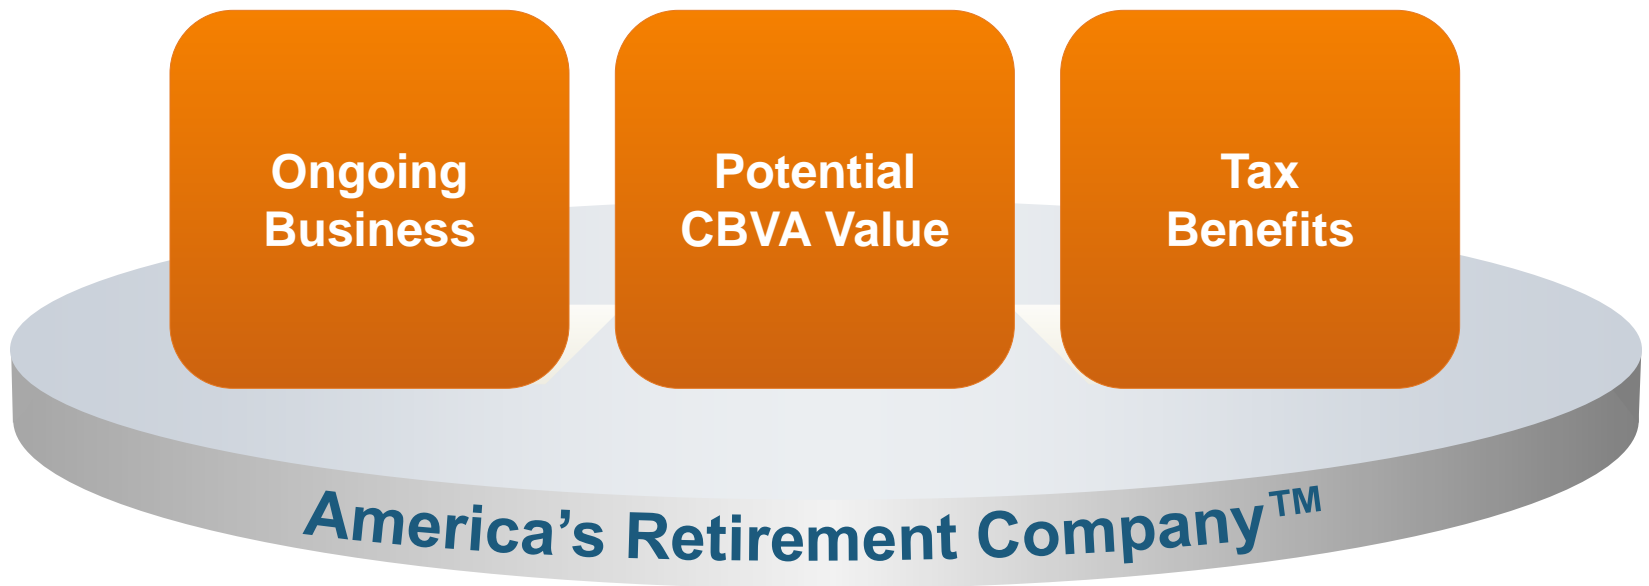 Ongoing
Business
Potential
CBVA Value
Tax
Benefits
America’s Retirement Company™